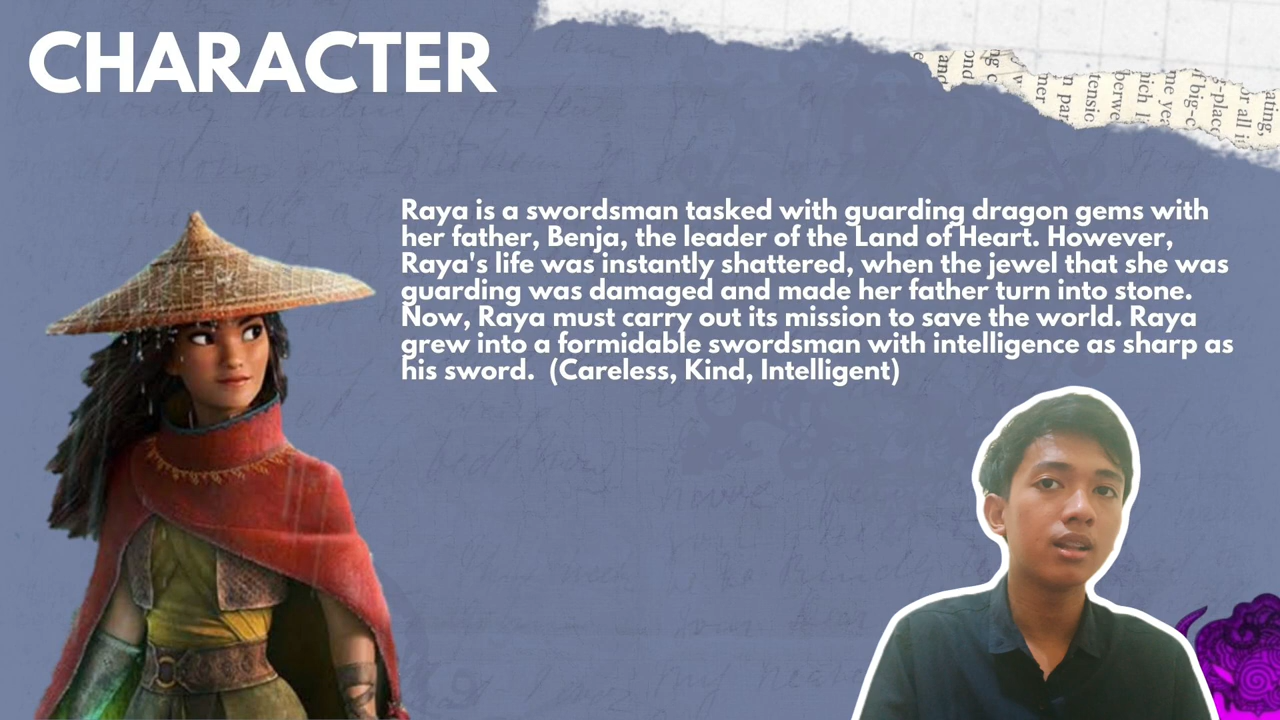 CHARACTER
Raya is a swordsman tasked with guarding dragon gems with
her father, Benja, the leader of the Land of Heart. However,
Raya's life was instantly shattered, when the jewel that she was
guarding was damaged and made her father turn into stone.
Now, Raya must carry out its mission to save the world. Raya
grew into a formidable swordsman with intelligence as sharp as
his sword.  (Careless, Kind, Intelligent)